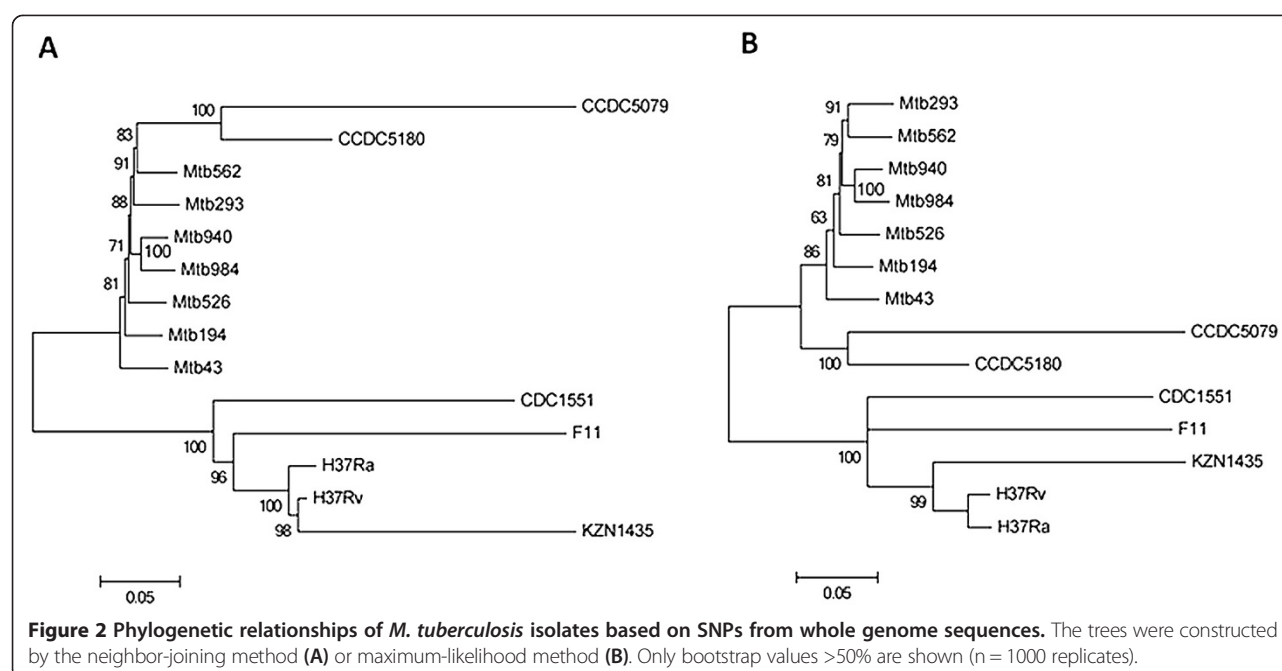 A
100
CCDC5079
83
CCDC5180
91
Mtb562
88
Mtb293
Mtb940
71
100
Mtb984
81
Mtb526
Mtb194
Mtb43
CDC1551
100
F11
96
H37Ra
100
H37Rv
98
KZN1435
0.05
B
91
Mtb293
79
Mtb562
Mtb940
81
100
Mtb984
63
Mtb526
86
Mtb194
Mtb43
CCDC5079
100
CCDC5180
CDC1551
F11
100
KZN1435
99
H37Rv
H37Ra
0.05
Figure 2 Phylogenetic relationships of M. tuberculosis isolates based on SNPs from whole genome sequences. The trees were constructed
by the neighbor-joining method (A) or maximum-likelihood method (B). Only bootstrap values >50% are shown (n = 1000 replicates).